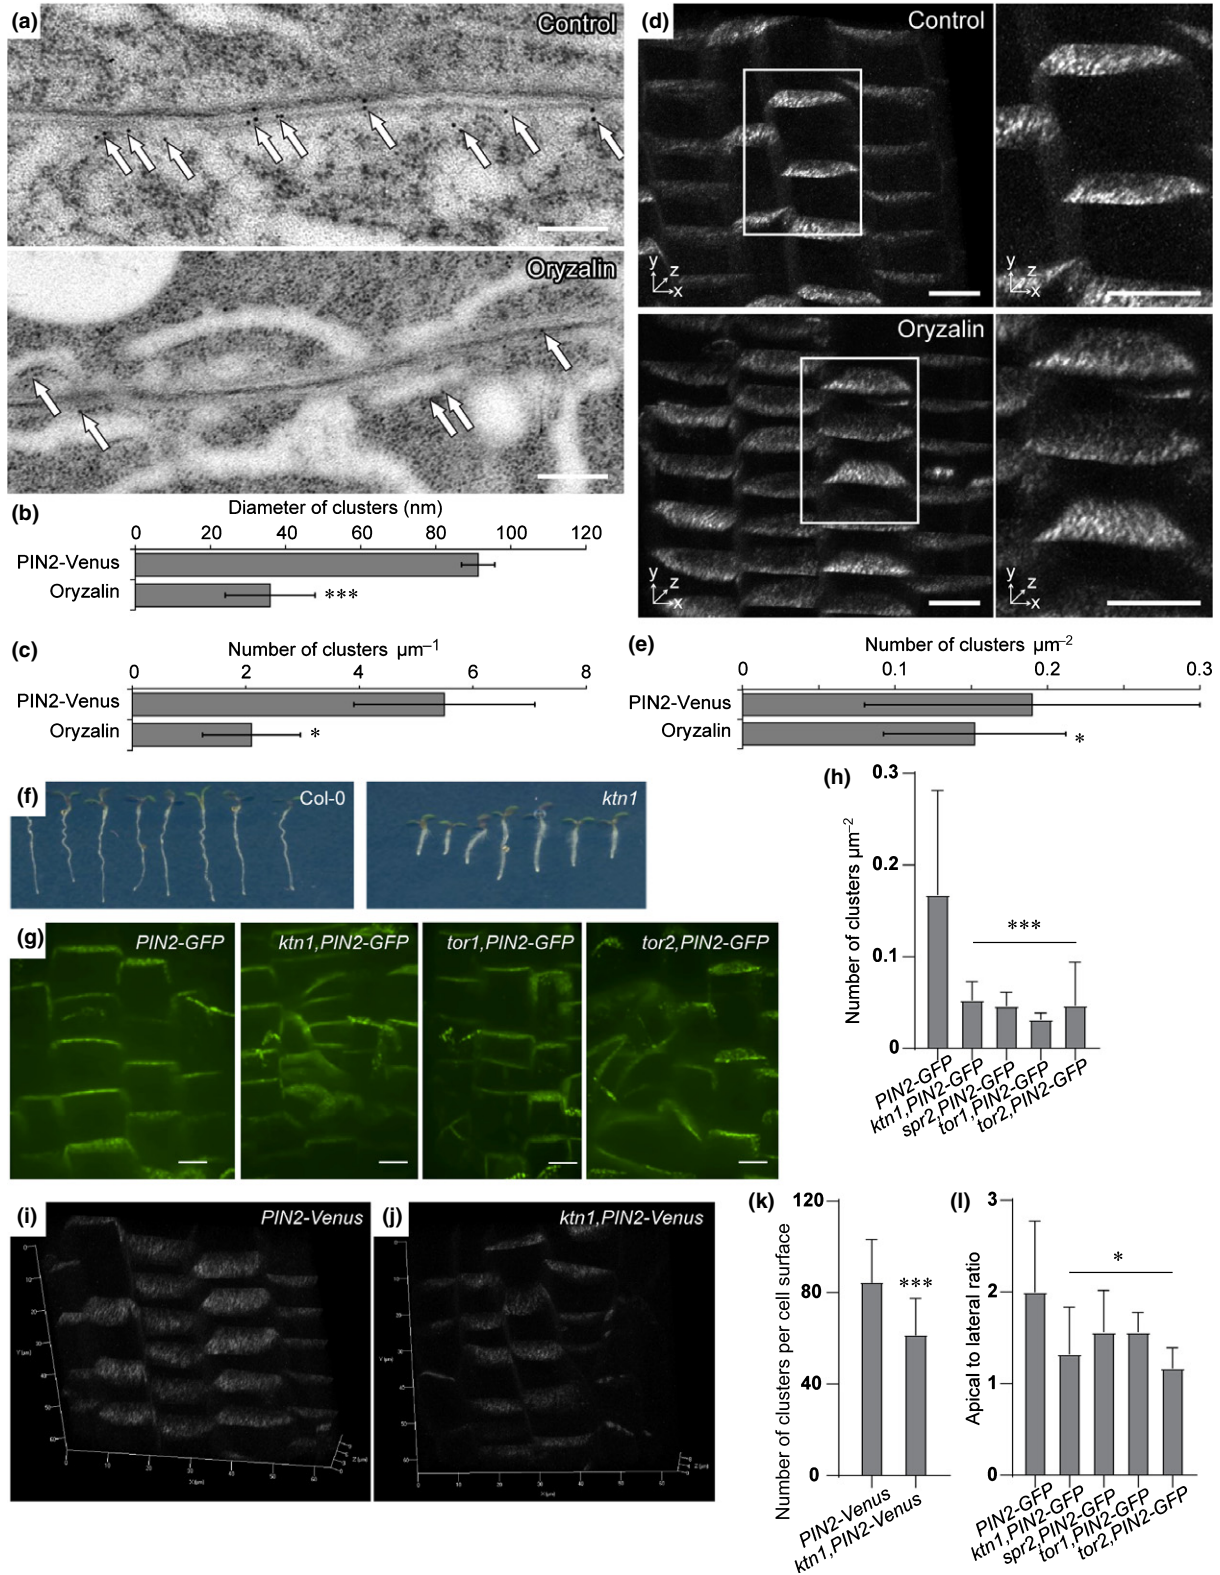 (a)
Control
Oryzalin
(b)
Diameter of clusters (nm)
0 20 40 60 80 100 120
PIN2-Venus
Oryzalin
***
(c)
Number of clusters µm–1
0 2 4 6 8
PIN2-Venus
Oryzalin
*
(d)
Control
y z x
y z x
Oryzalin
y z x
y z x
(e)
Number of clusters µm–2
0 0.1 0.2 0.3
PIN2-Venus
Oryzalin
*
(f)
Col-0
ktn1
(g)
PIN2-GFP
ktn1,PIN2-GFP
tor1,PIN2-GFP
tor2,PIN2-GFP
(h)
Number of clusters µm–2
0.3
0.2
0.1
0
***
PIN2-GFP
ktn1,PIN2-GFP
spr2,PIN2-GFP
tor1,PIN2-GFP
tor2,PIN2-GFP
(i)
PIN2-Venus
(j)
ktn1,PIN2-Venus
(k)
Number of clusters per cell surface
120
80
40
0
***
PIN2-Venus
ktn1,PIN2-Venus
(l)
Apical to lateral ratio
3
2
1
0
*
PIN2-GFP
ktn1,PIN2-GFP
spr2,PIN2-GFP
tor1,PIN2-GFP
tor2,PIN2-GFP